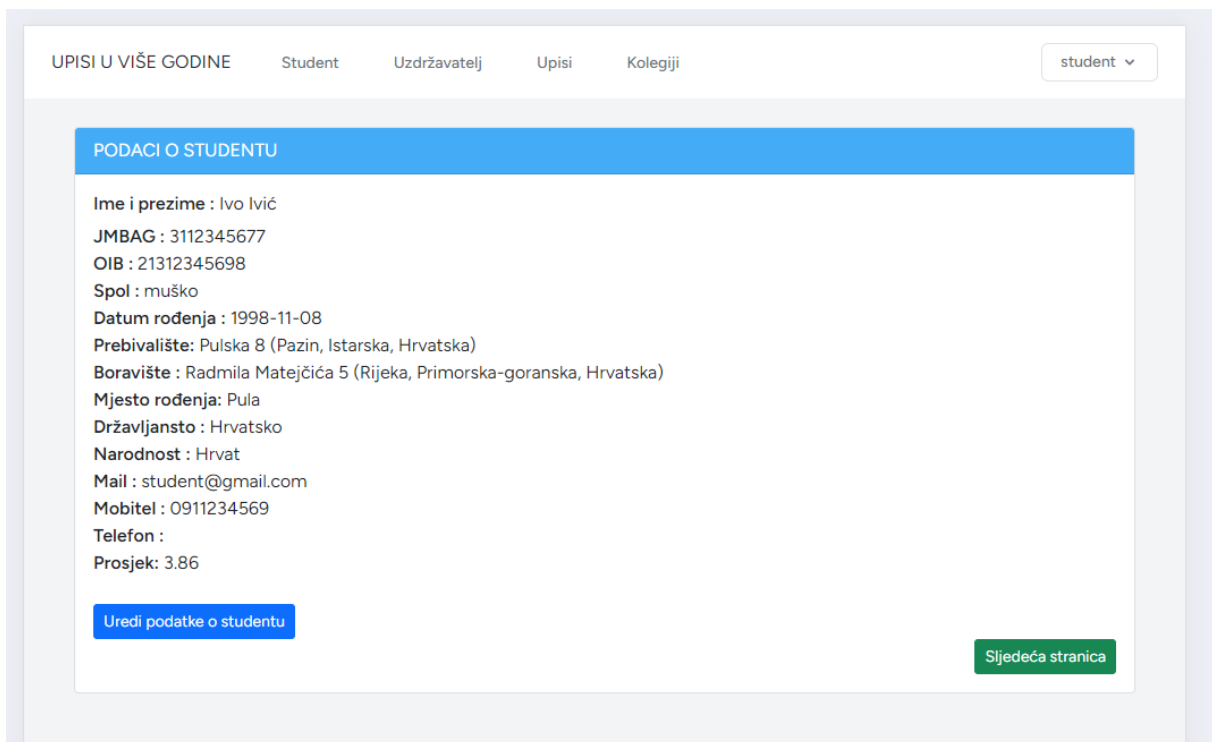 UPISI U VIŠE GODINE Student Uzdržavatelj Upisi Kolegiji student
PODACI O STUDENTU
Ime i prezime : Ivo Ivić
JMBAG : 3112345677
OIB : 21312345698
Spol : muško
Datum rođenja : 1998-11-08
Prebivalište: Pulska 8 (Pazin, Istarska, Hrvatska)
Boravište : Radmila Matejčića 5 (Rijeka, Primorska-goranska, Hrvatska)
Mjesto rođenja: Pula
Državljansto : Hrvatsko
Narodnost : Hrvat
Mail : student@gmail.com
Mobitel : 0911234569
Telefon :
Prosjek: 3.86
Uredi podatke o studentu
Sljedeća stranica